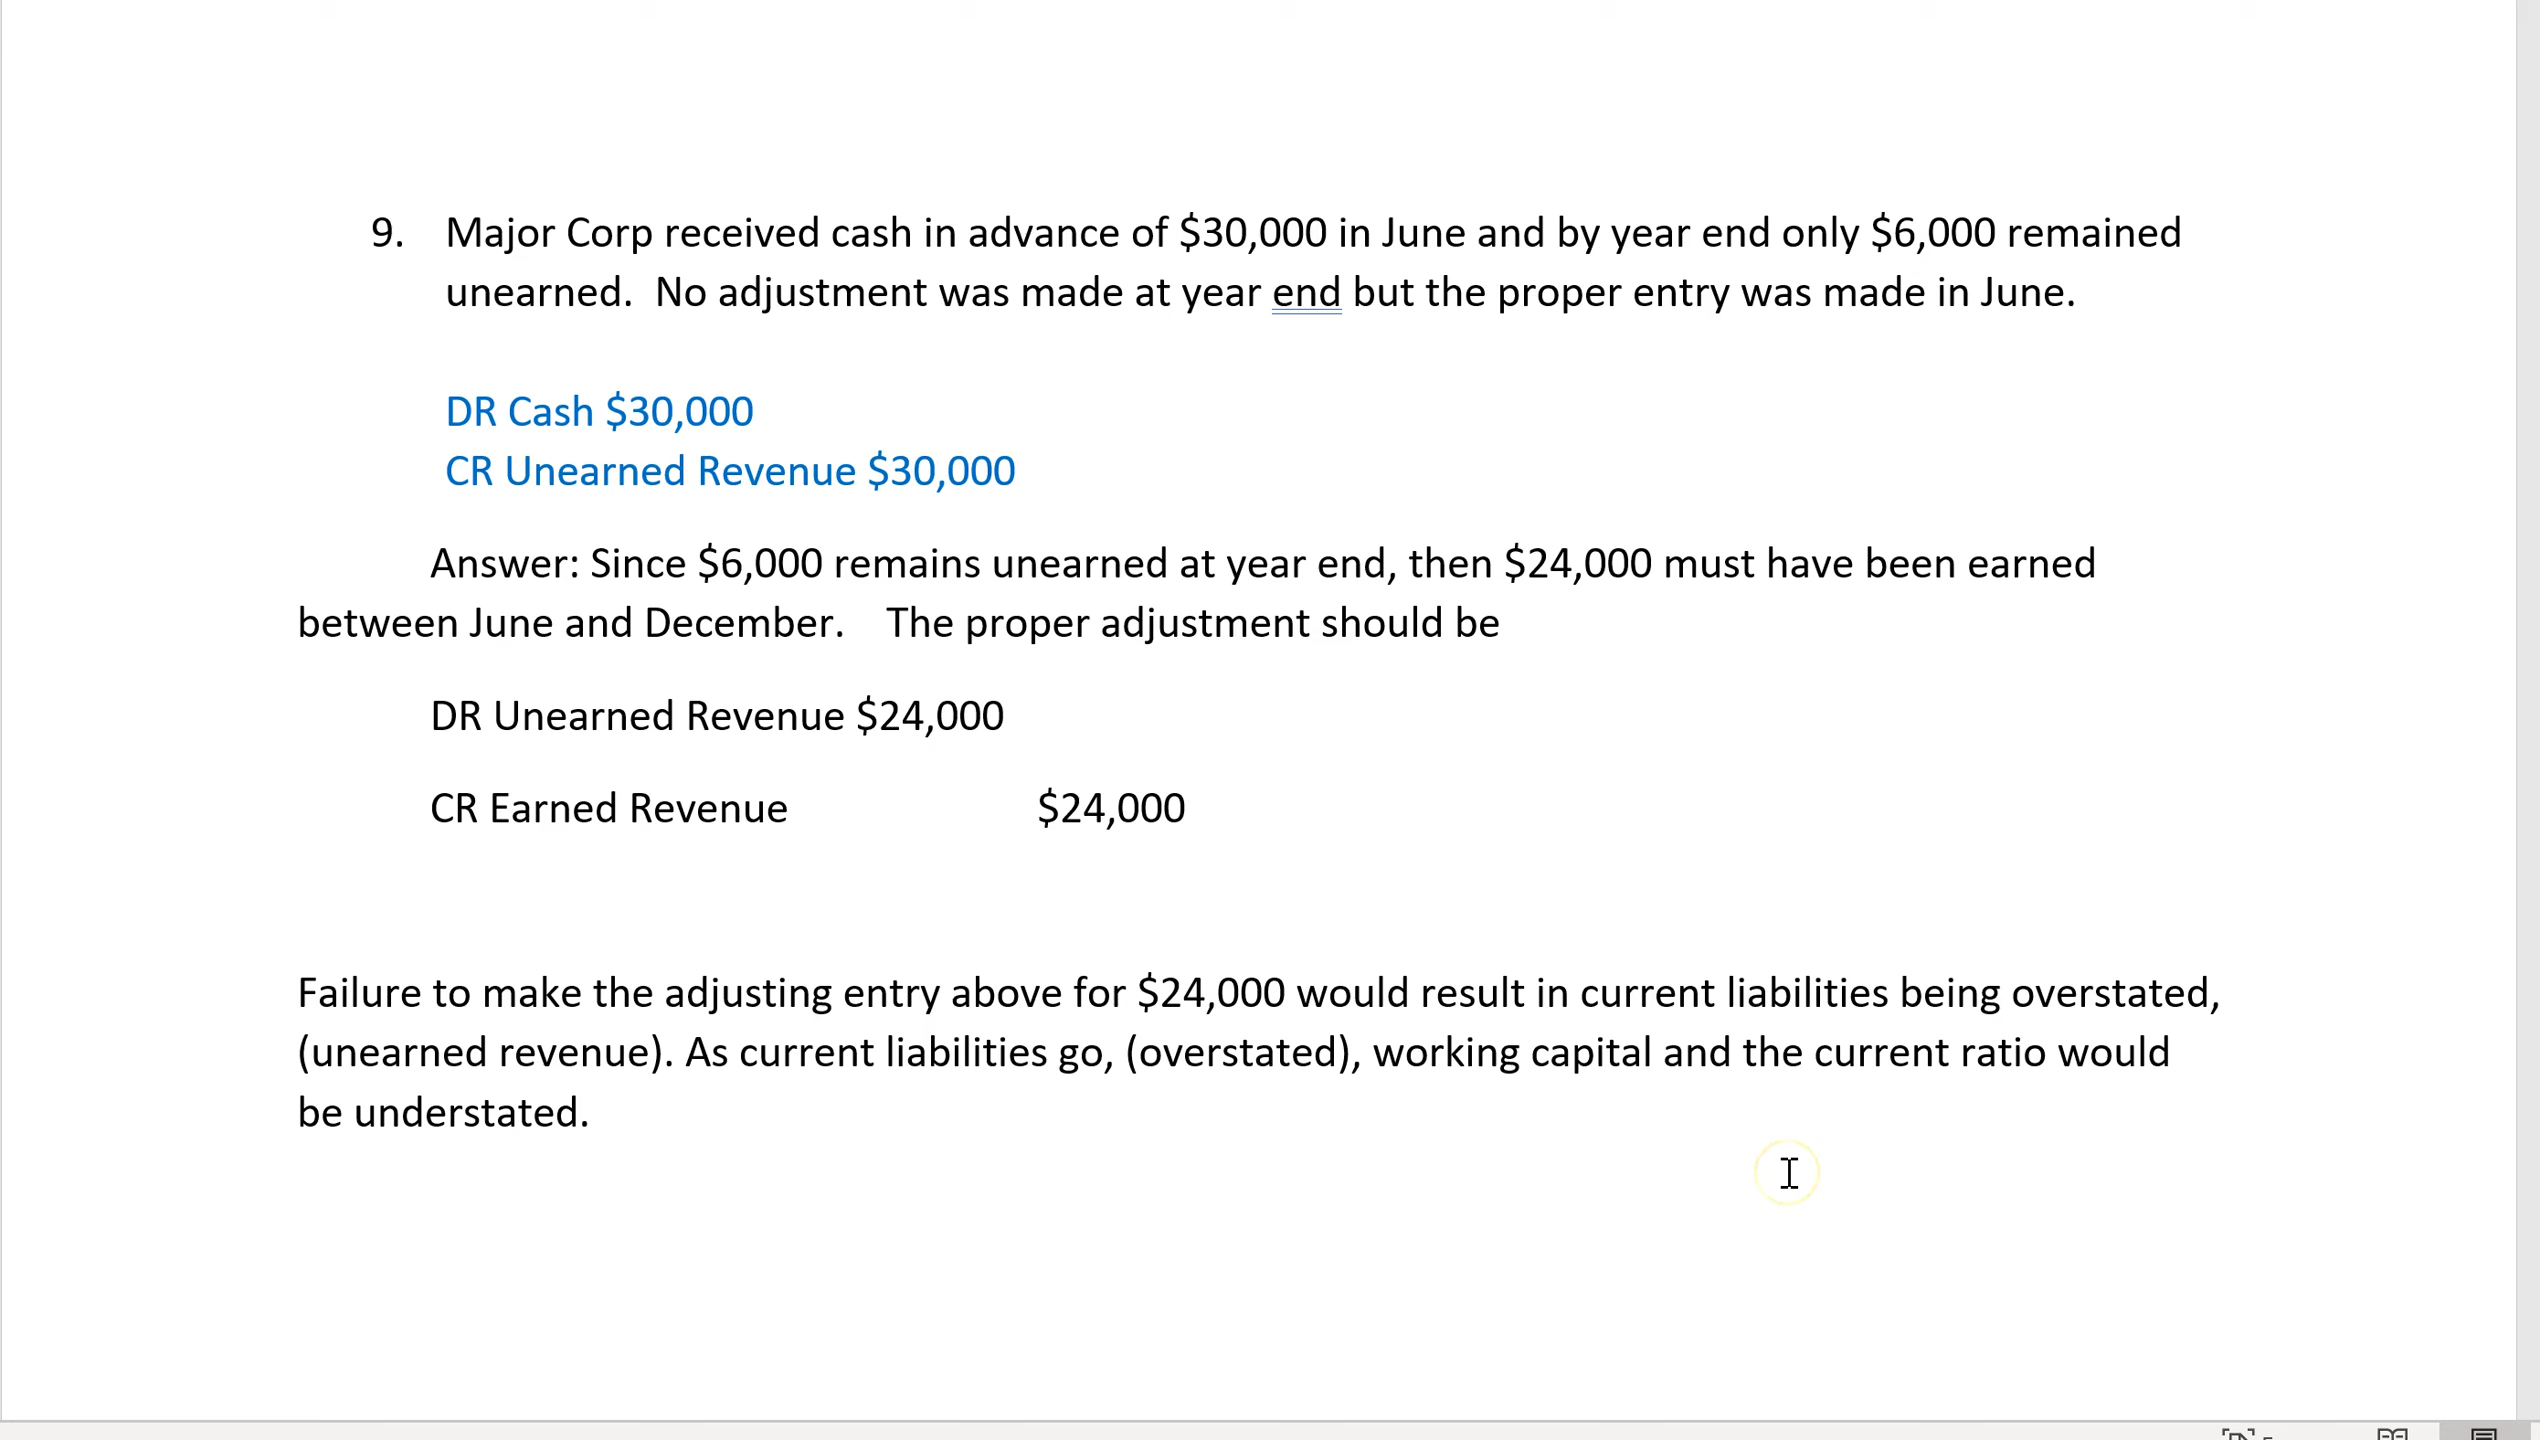 9. Major Corp received cash in advance of $30,000 in June and by year end only $6,000 remained
unearned. No adjustment was made at year end but the proper entry was made in June.
DR Cash $30,000
CR Unearned Revenue $30,000
Answer: Since $6,000 remains unearned at year end, then $24,000 must have been earned
between June and December. The proper adjustment should be
DR Unearned Revenue $24,000
CR Earned Revenue $24,000
Failure to make the adjusting entry above for $24,000 would result in current liabilities being overstated,
(unearned revenue). As current liabilities go, (overstated), working capital and the current ratio would
be understated.